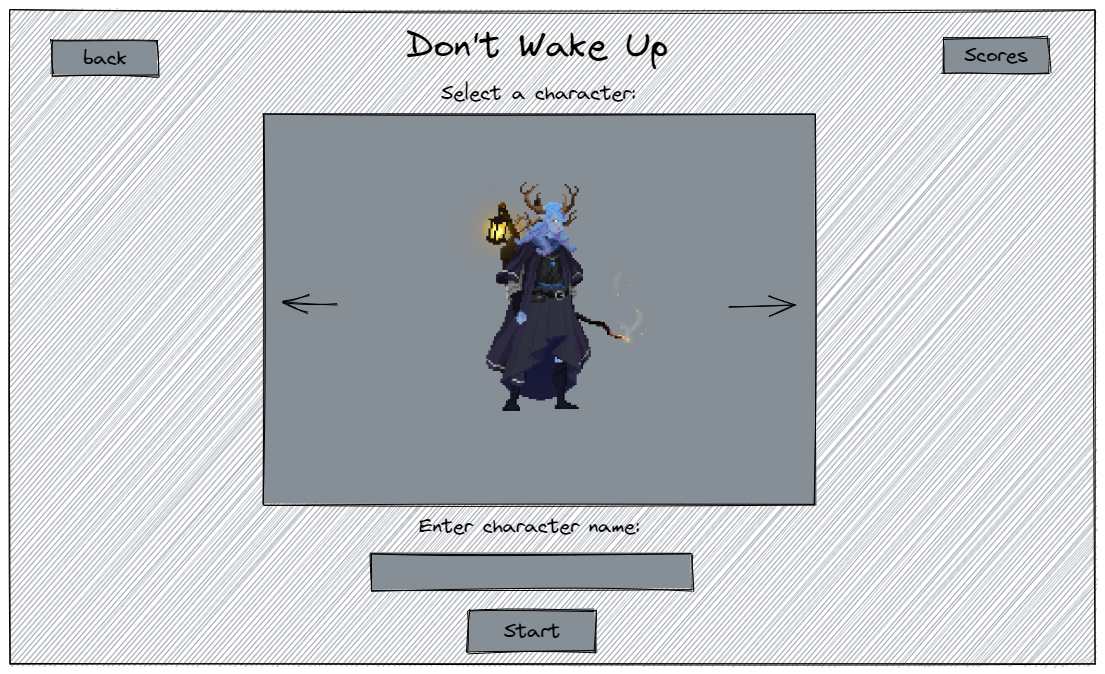 Don't Wake Up
back
Scores
Select a character:
Enter character name:
Start